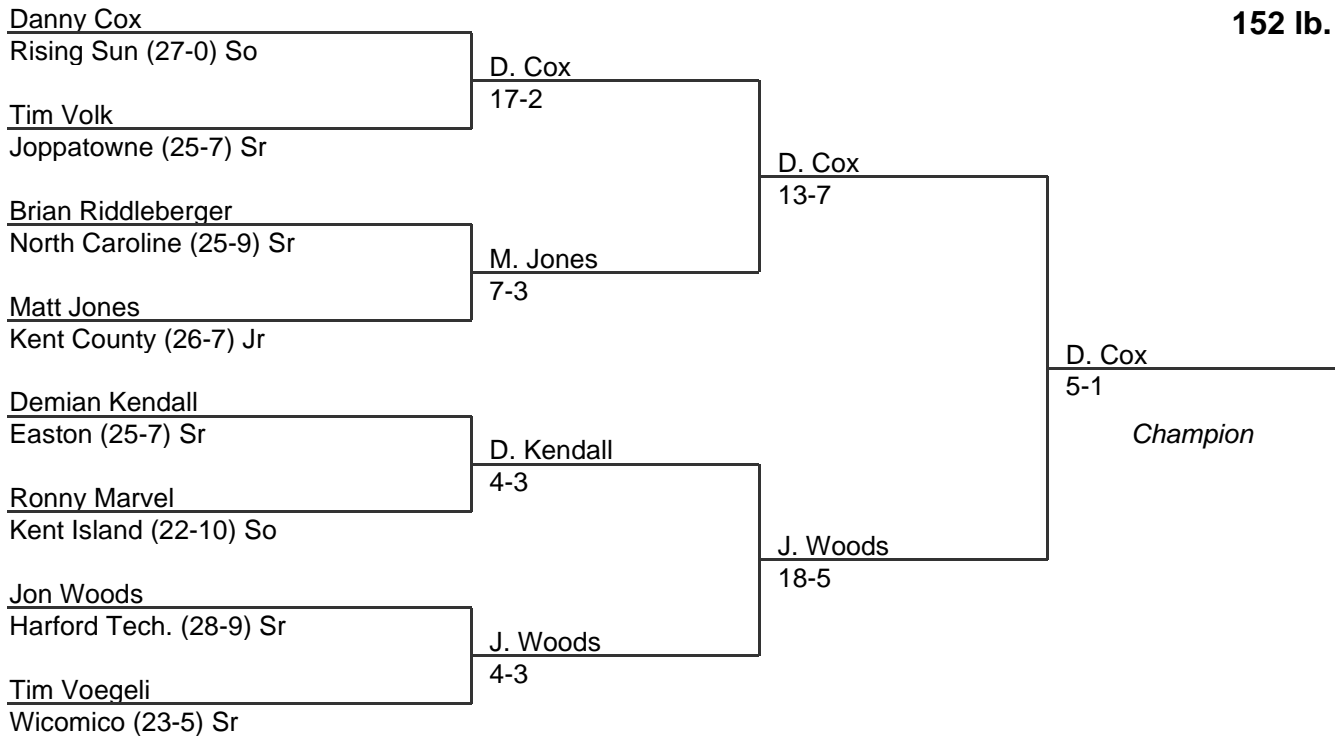 152 lb.
Danny Cox
Rising Sun (27-0) So
D. Cox
17-2
Tim Volk
Joppatowne (25-7) Sr
D. Cox
13-7
Brian Riddleberger
North Caroline (25-9) Sr
M. Jones
7-3
Matt Jones
Kent County (26-7) Jr
D. Cox
5-1
Champion
Demian Kendall
Easton (25-7) Sr
D. Kendall
4-3
Ronny Marvel
Kent Island (22-10) So
J. Woods
18-5
Jon Woods
Harford Tech. (28-9) Sr
J. Woods
4-3
Tim Voegeli
Wicomico (23-5) Sr